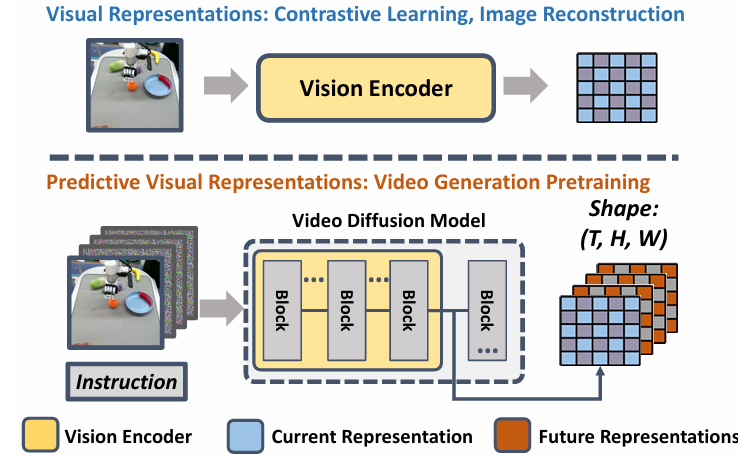 Visual Representations: Contrastive Learning, Image Reconstruction
Vision Encoder
Predictive Visual Representations: Video Generation Pretraining
Video Diffusion Model
Shape:
(T, H, W)
Block
...
Block
...
Block
Block
...
Instruction
Vision Encoder
Current Representation
Future Representations